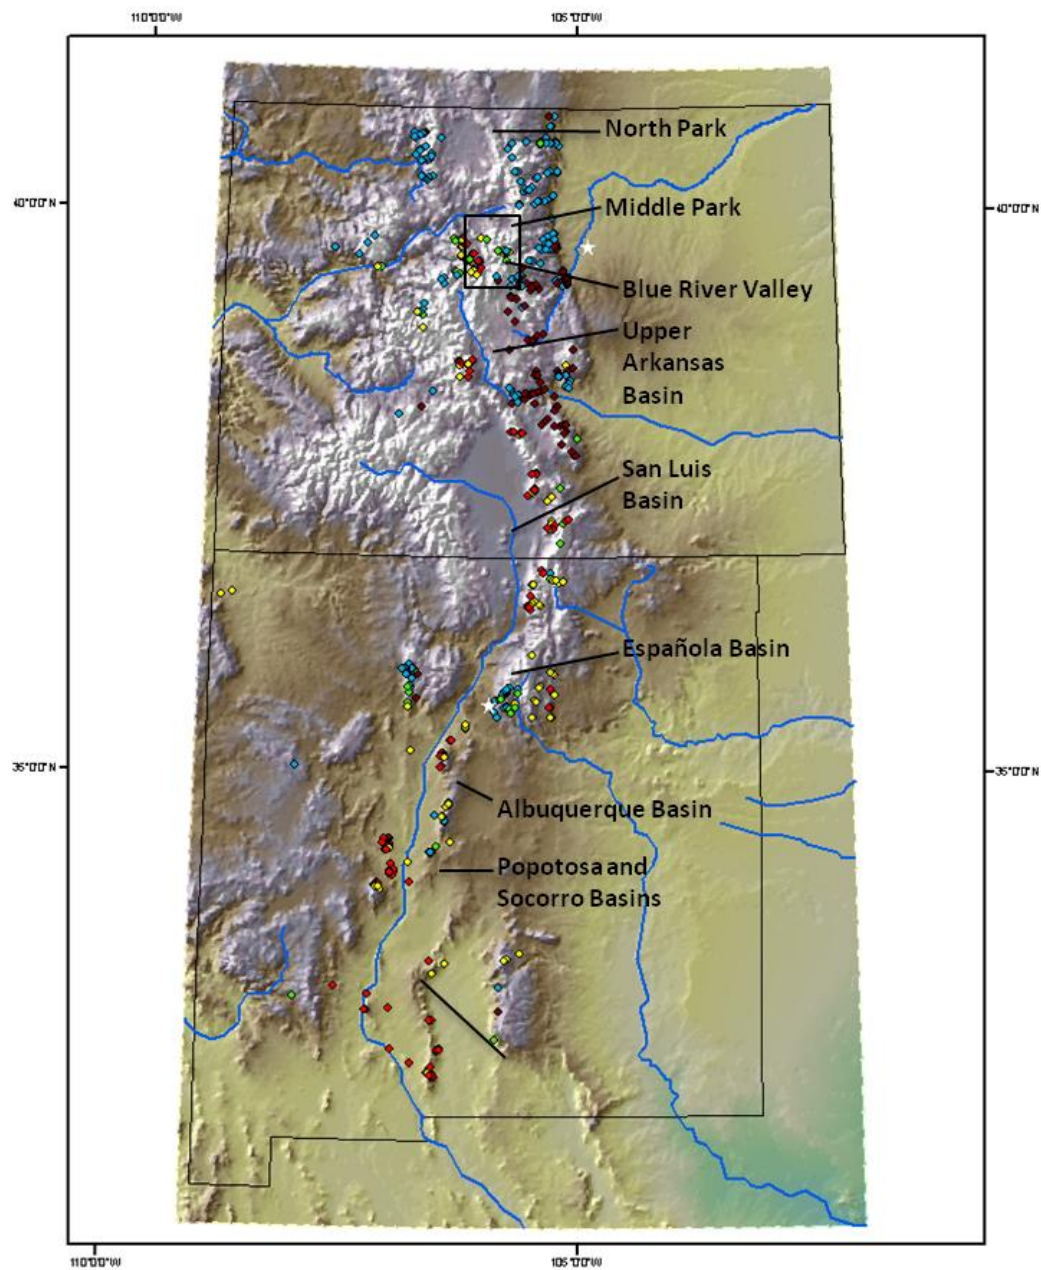 110°0'0"W
105°0'0"W
North Park
40°0'0"N
Middle Park
40°0'0"N
Blue River Valley
Upper
Arkansas
Basin
San Luis
Basin
Española Basin
35°0'0"N
35°0'0"N
Albuquerque Basin
Popotosa and
Socorro Basins
110°0'0"W
105°0'0"W